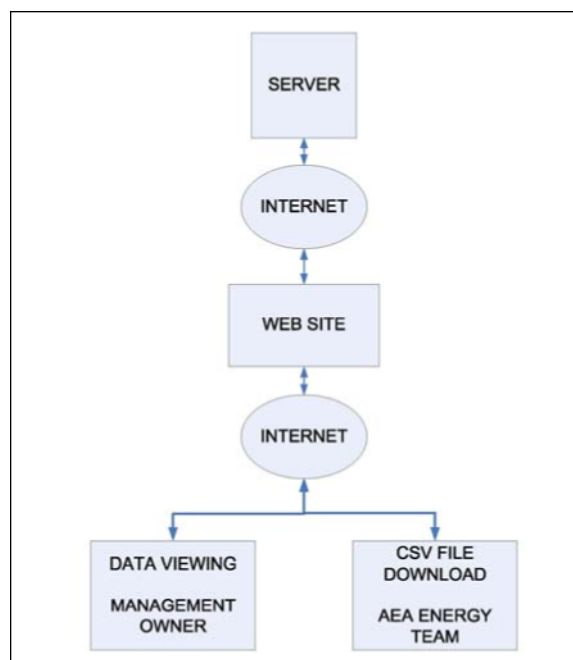 SERVER
INTERNET
WEB SITE
INTERNET
DATA VIEWING
MANAGEMENT
OWNER
CSV FILE
DOWNLOAD
AEA ENERGY
TEAM